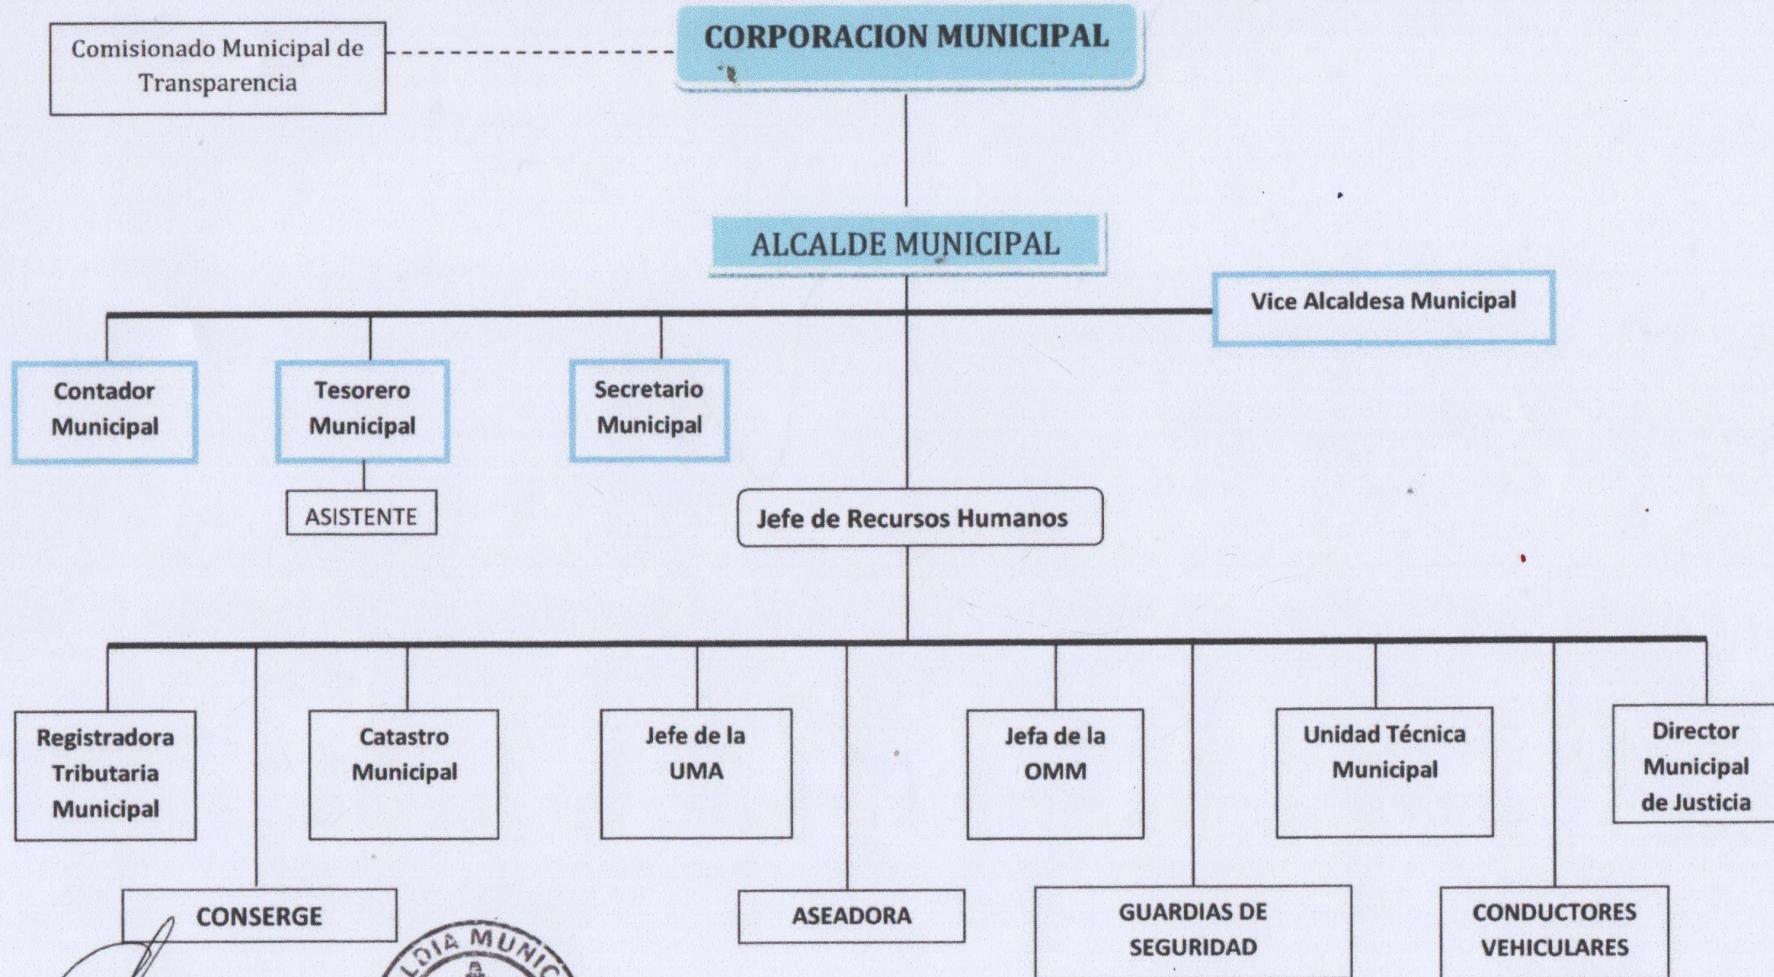 Comisionado Municipal de
Transparencia
CORPORACION MUNICIPAL
ALCALDE MUNICIPAL
Vice Alcaldesa Municipal
Contador
Municipal
Tesorero
Municipal
Secretario
Municipal
ASISTENTE
Jefe de Recursos Humanos
Registradora
Tributaria
Municipal
Catastro
Municipal
Jefe de la
UMA
Jefa de la
OMM
Unidad Técnica
Municipal
Director
Municipal
de Justicia
CONSERGE
ASEADORA
GUARDIAS DE
SEGURIDAD
CONDUCTORES
VEHICULARES